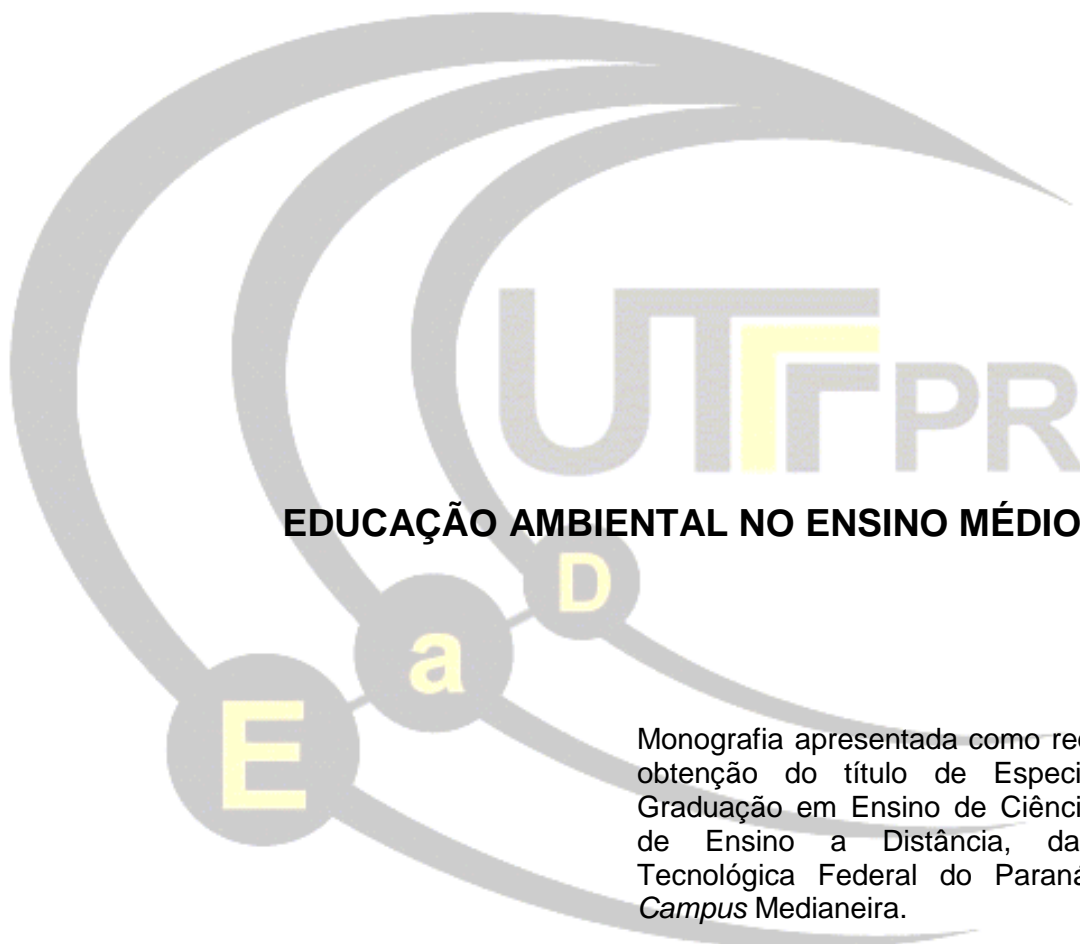 UTFPR
EDUCAÇÃO AMBIENTAL NO ENSINO MÉDIO
D
a
E
Monografia apresentada como
obtenção do título de
Graduação em Ensino de
de Ensino a Distância, da
Tecnológica Federal do Paraná
Campus Medianeira.